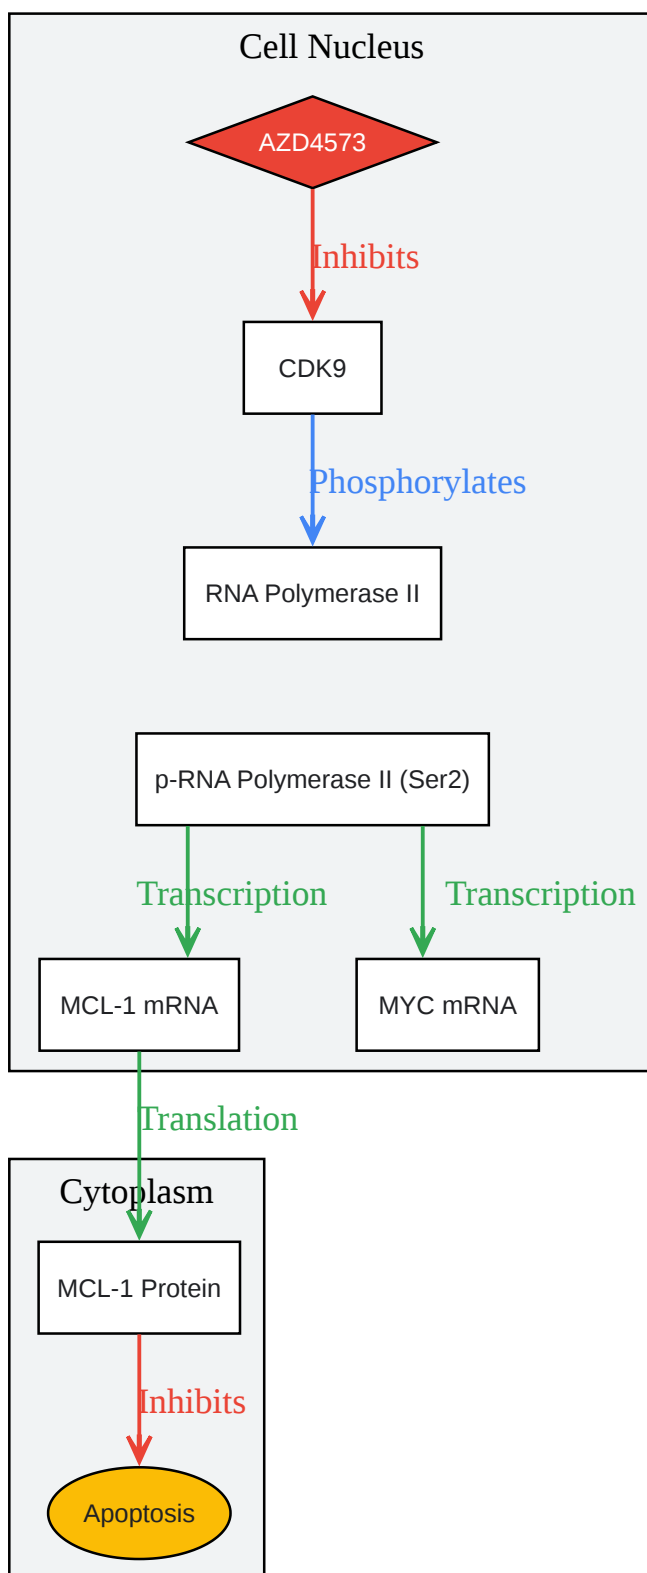 Cell Nucleus
AZD4573
Inhibits
CDK9
Phosphorylates
RNA Polymerase II
p-RNA Polymerase II (Ser2)
Transcription
Transcription
MCL-1 mRNA
MYC mRNA
Translation
Cytoplasm
MCL-1 Protein
Inhibits
Apoptosis